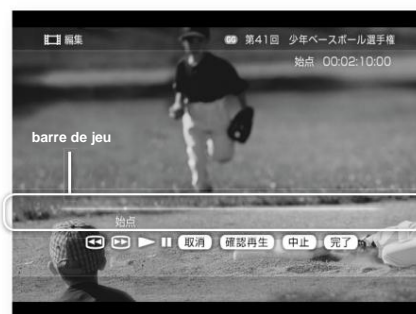 編集 第41回 少年ベースボール選手権
始点 00:02:10:00
barre de jeu
始点
取消 確認再生 中止 完了